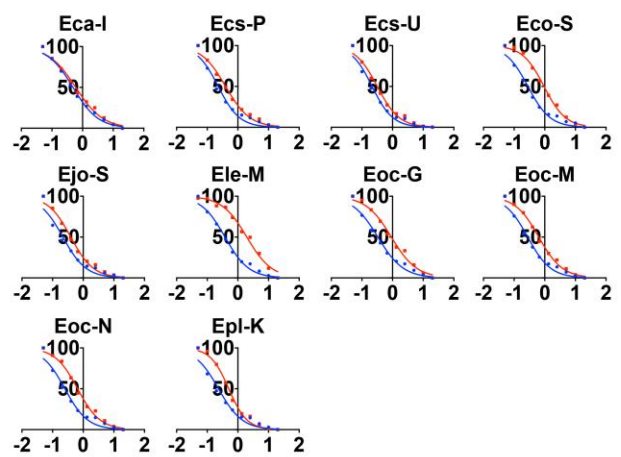 Eca-I Ecs-P Ecs-U Eco-S
100 100 100 100
50 50 50 50
-2 -1 0 1 2 -2 -1 0 1 2 -2 -1 0 1 2 -2 -1 0 1 2
Ejo-S Ele-M Eoc-G Eoc-M
100 100 100 100
50 50 50 50
-2 -1 0 1 2 -2 -1 0 1 2 -2 -1 0 1 2 -2 -1 0 1 2
Eoc-N Epl-K
100 100
50 50
-2 -1 0 1 2 -2 -1 0 1 2